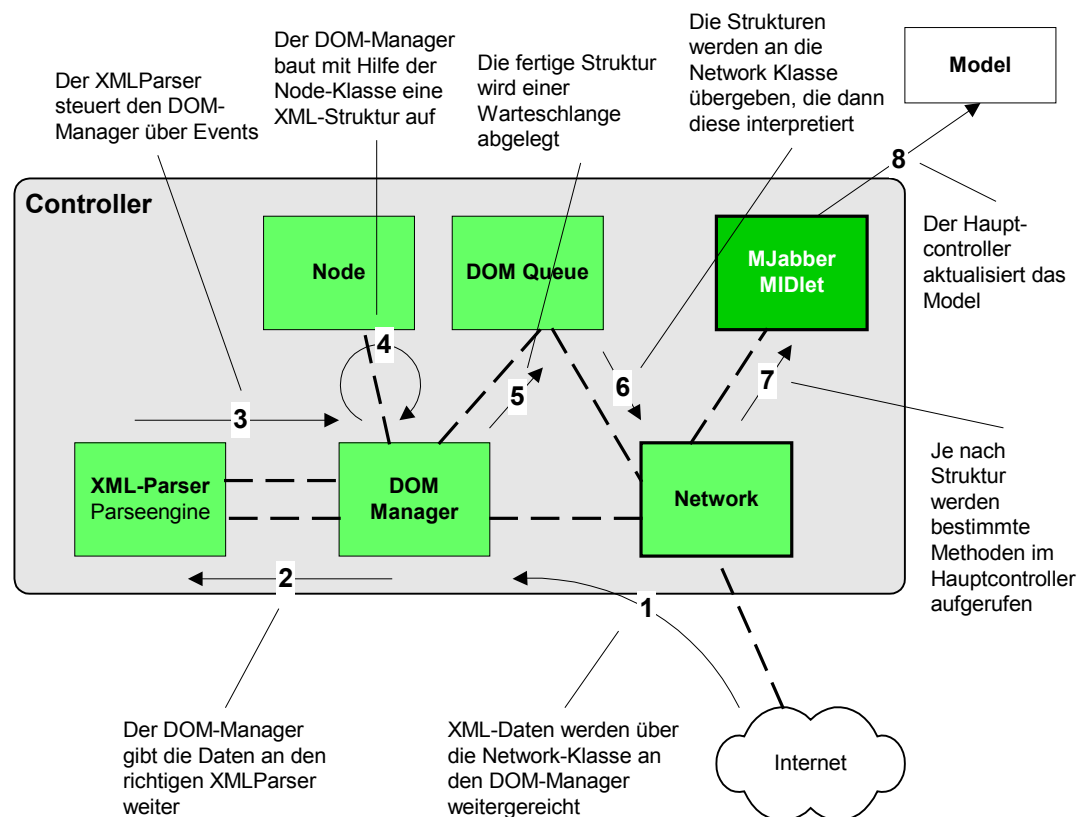 Der DOM-Manager
baut mit Hilfe der
Node-Klasse eine
XML-Struktur auf
Die Strukturen
werden an die
Network Klasse
übergeben, die dann
diese interpretiert
Die fertige Struktur
wird einer
Warteschlange
abgelegt
Model
Der XMLParser
steuert den DOM-
Manager über Events
8
Controller
Node
DOM Queue
MJabber
MIDlet
Der Haupt-
controller
aktualisiert das
Model
4
5
6
7
3
XML-Parser
Parseengine
DOM
Manager
Network
Je nach
Struktur
werden
bestimmte
Methoden im
Hauptcontroller
aufgerufen
2
1
Der DOM-Manager
gibt die Daten an den
richtigen XMLParser
weiter
XML-Daten werden über
die Network-Klasse an
den DOM-Manager
weitergereicht
Internet